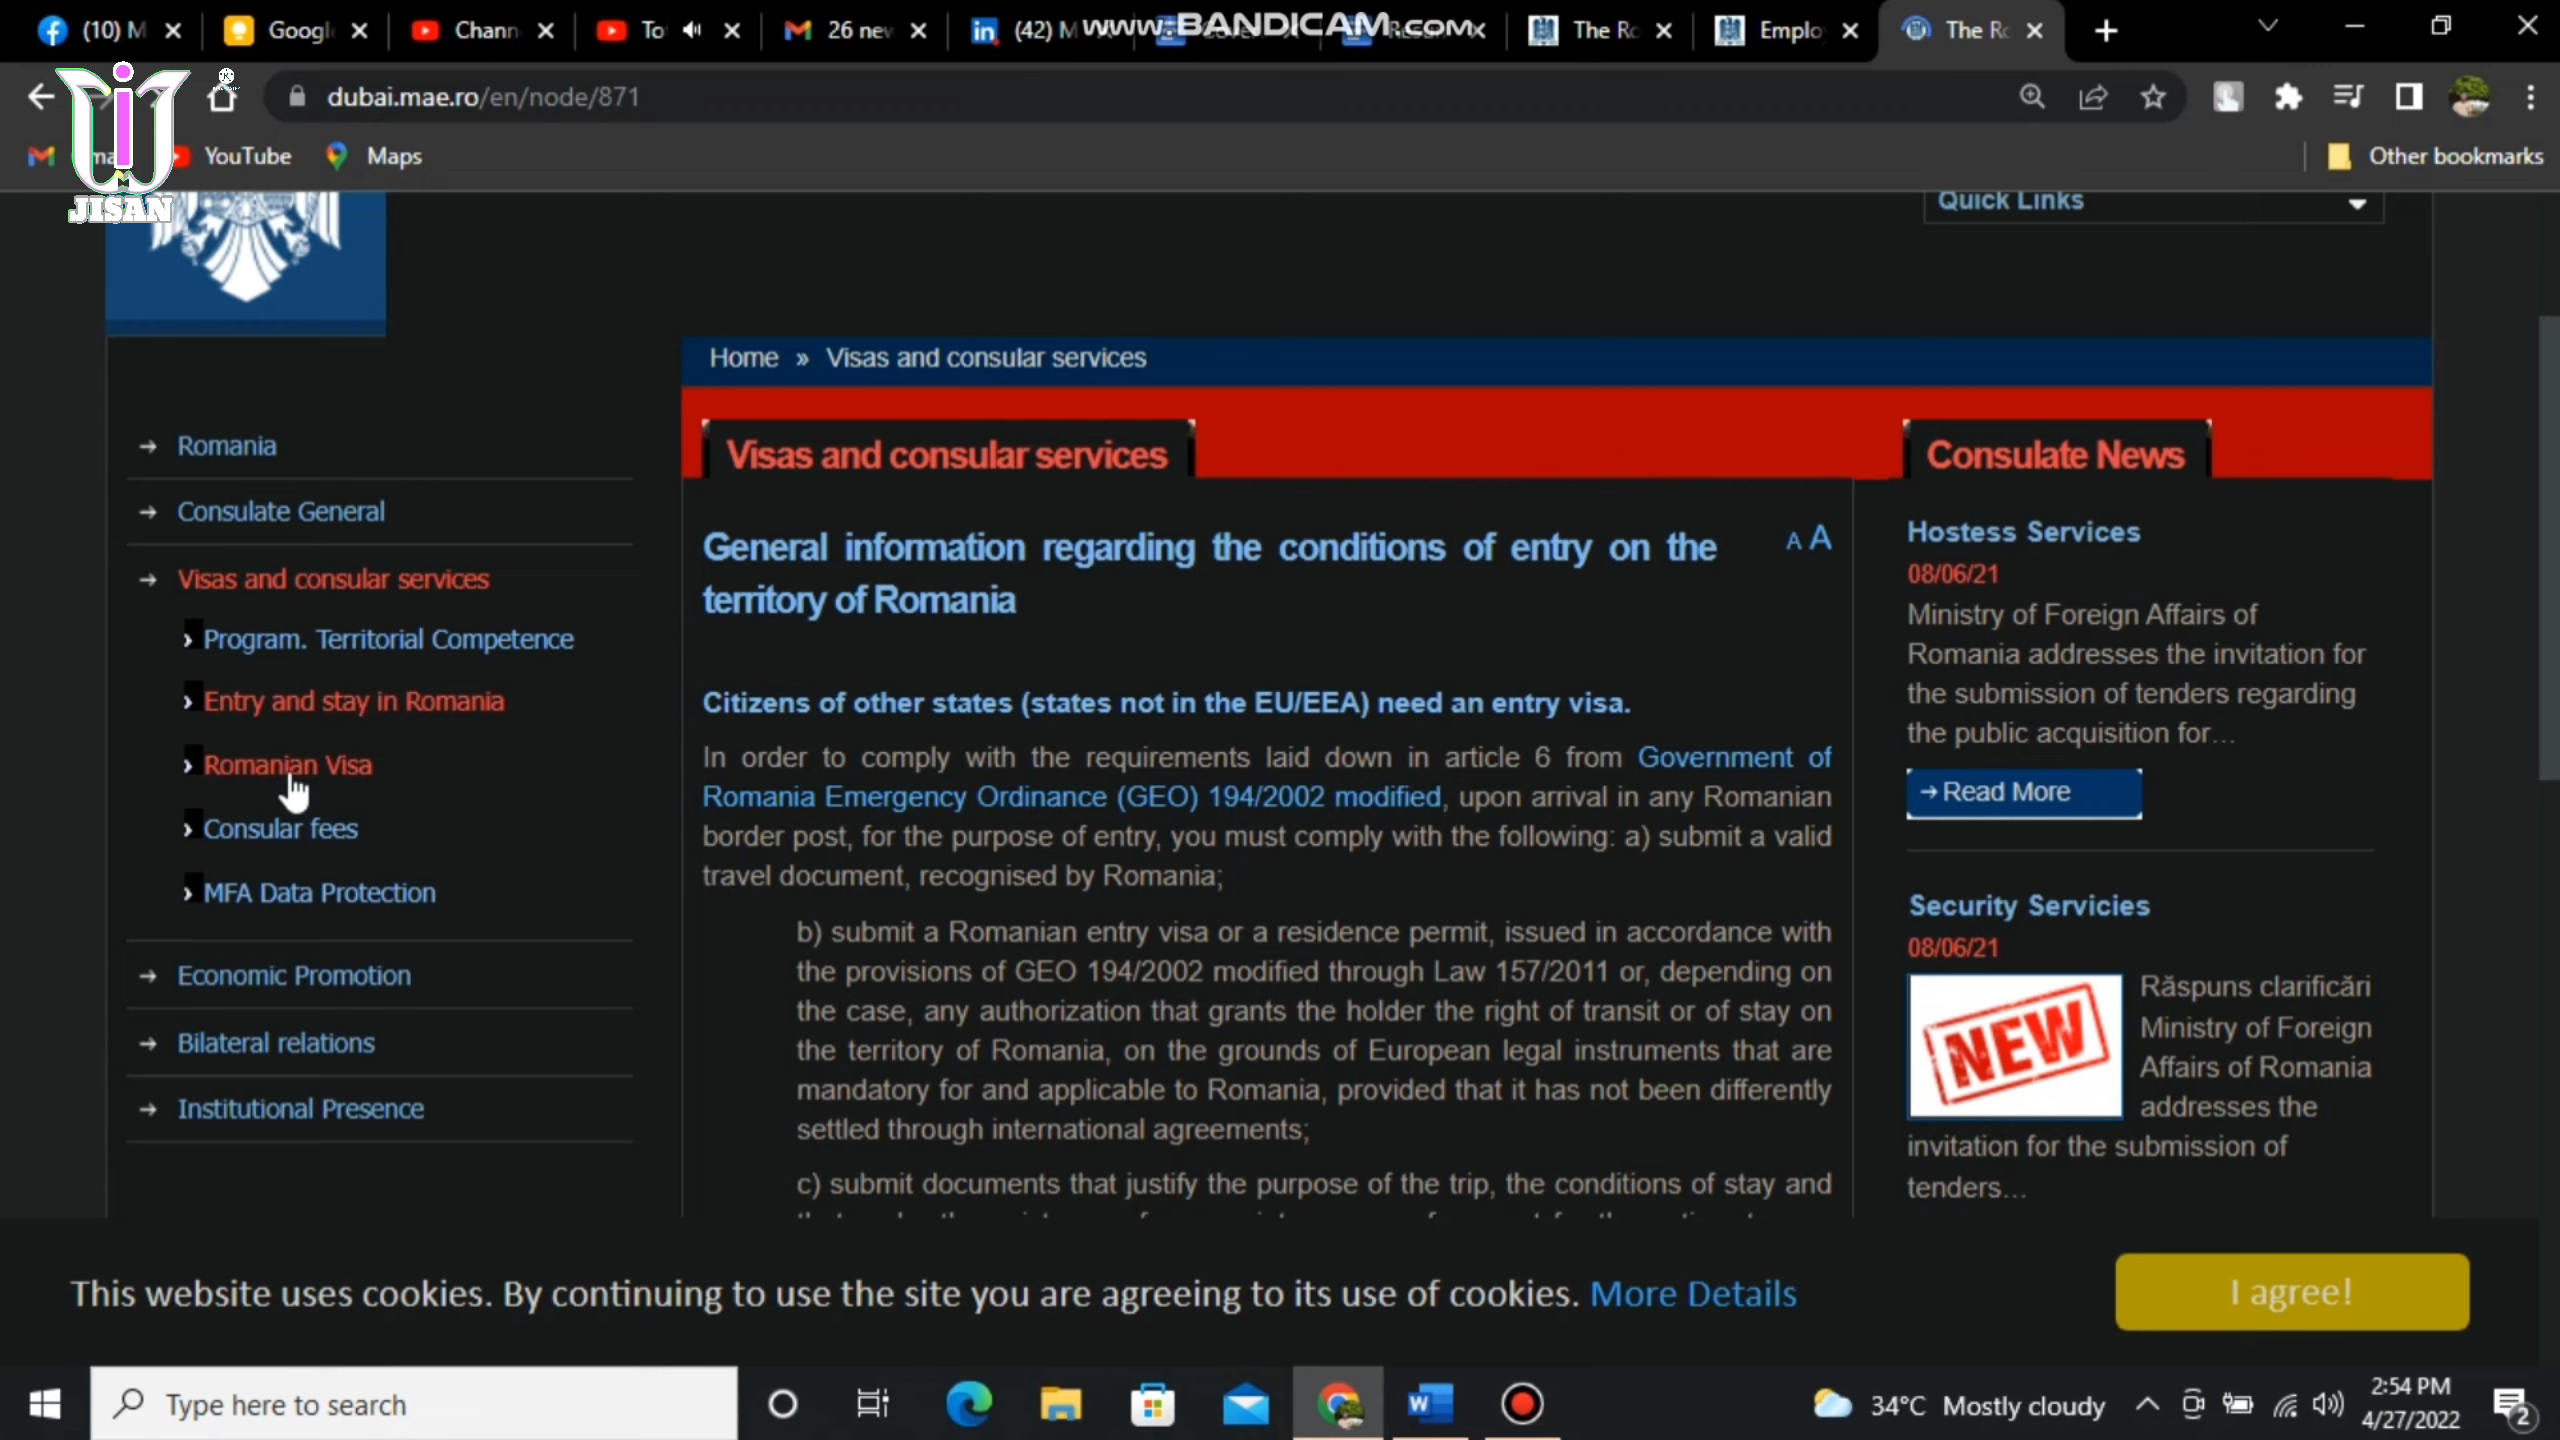 (10) M
Googl
Chann
To
26 nev
(42) M
www.BANDICAM.com
The Ro
Emplo
The Ro
dubai.mae.ro/en/node/871
YouTube
Maps
Other bookmarks
JISAN
Quick Links
Home » Visas and consular services
Romania
Consulate General
Visas and consular services
Program. Territorial Competence
Entry and stay in Romania
Romanian Visa
Consular fees
MFA Data Protection
Economic Promotion
Bilateral relations
Institutional Presence
Visas and consular services
General information regarding the conditions of entry on the
territory of Romania
A A
Citizens of other states (states not in the EU/EEA) need an entry visa.
In order to comply with the requirements laid down in article 6 from Government of
Romania Emergency Ordinance (GEO) 194/2002 modified, upon arrival in any Romanian
border post, for the purpose of entry, you must comply with the following: a) submit a valid
travel document, recognised by Romania;
b) submit a Romanian entry visa or a residence permit, issued in accordance with
the provisions of GEO 194/2002 modified through Law 157/2011 or, depending on
the case, any authorization that grants the holder the right of transit or of stay on
the territory of Romania, on the grounds of European legal instruments that are
mandatory for and applicable to Romania, provided that it has not been differently
settled through international agreements;
c) submit documents that justify the purpose of the trip, the conditions of stay and
Consulate News
Hostess Services
08/06/21
Ministry of Foreign Affairs of
Romania addresses the invitation for
the submission of tenders regarding
the public acquisition for...
Read More
Security Servicies
08/06/21
NEW
Răspuns clarificări
Ministry of Foreign
Affairs of Romania
addresses the
invitation for the submission of
tenders...
This website uses cookies. By continuing to use the site you are agreeing to its use of cookies. More Details
I agree!
Type here to search
34°C Mostly cloudy
2:54 PM
4/27/2022
2